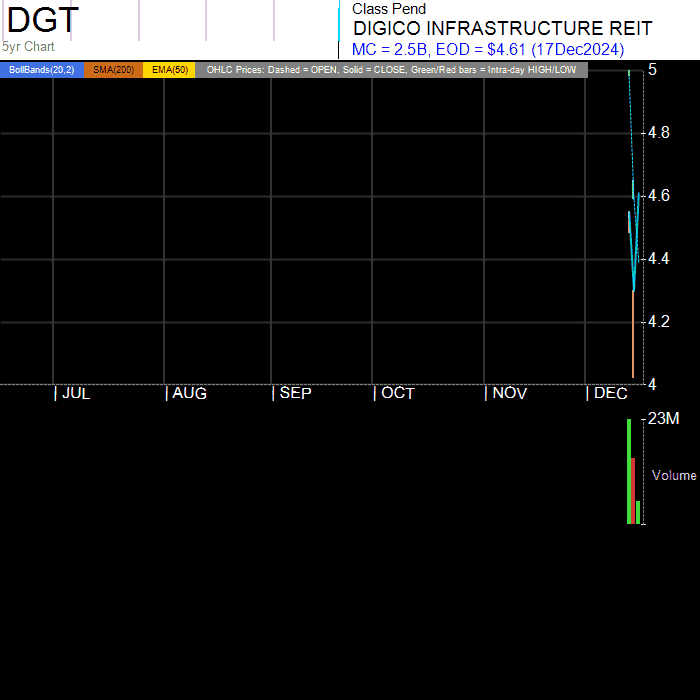 DGT
5yr Chart
Class Pend
DIGICO INFRASTRUCTURE REIT
MC = 2.5B, EOD = $4.61 (17Dec2024)
BollBands(20,2) SMA(200) EMA(50) OHLC Prices: Dashed = OPEN, Solid = CLOSE, Green/Red bars = Intra-day HIGH/LOW
5
4.8
4.6
4.4
4.2
4
| JUL | AUG | SEP | OCT | NOV | DEC
23M
Volume